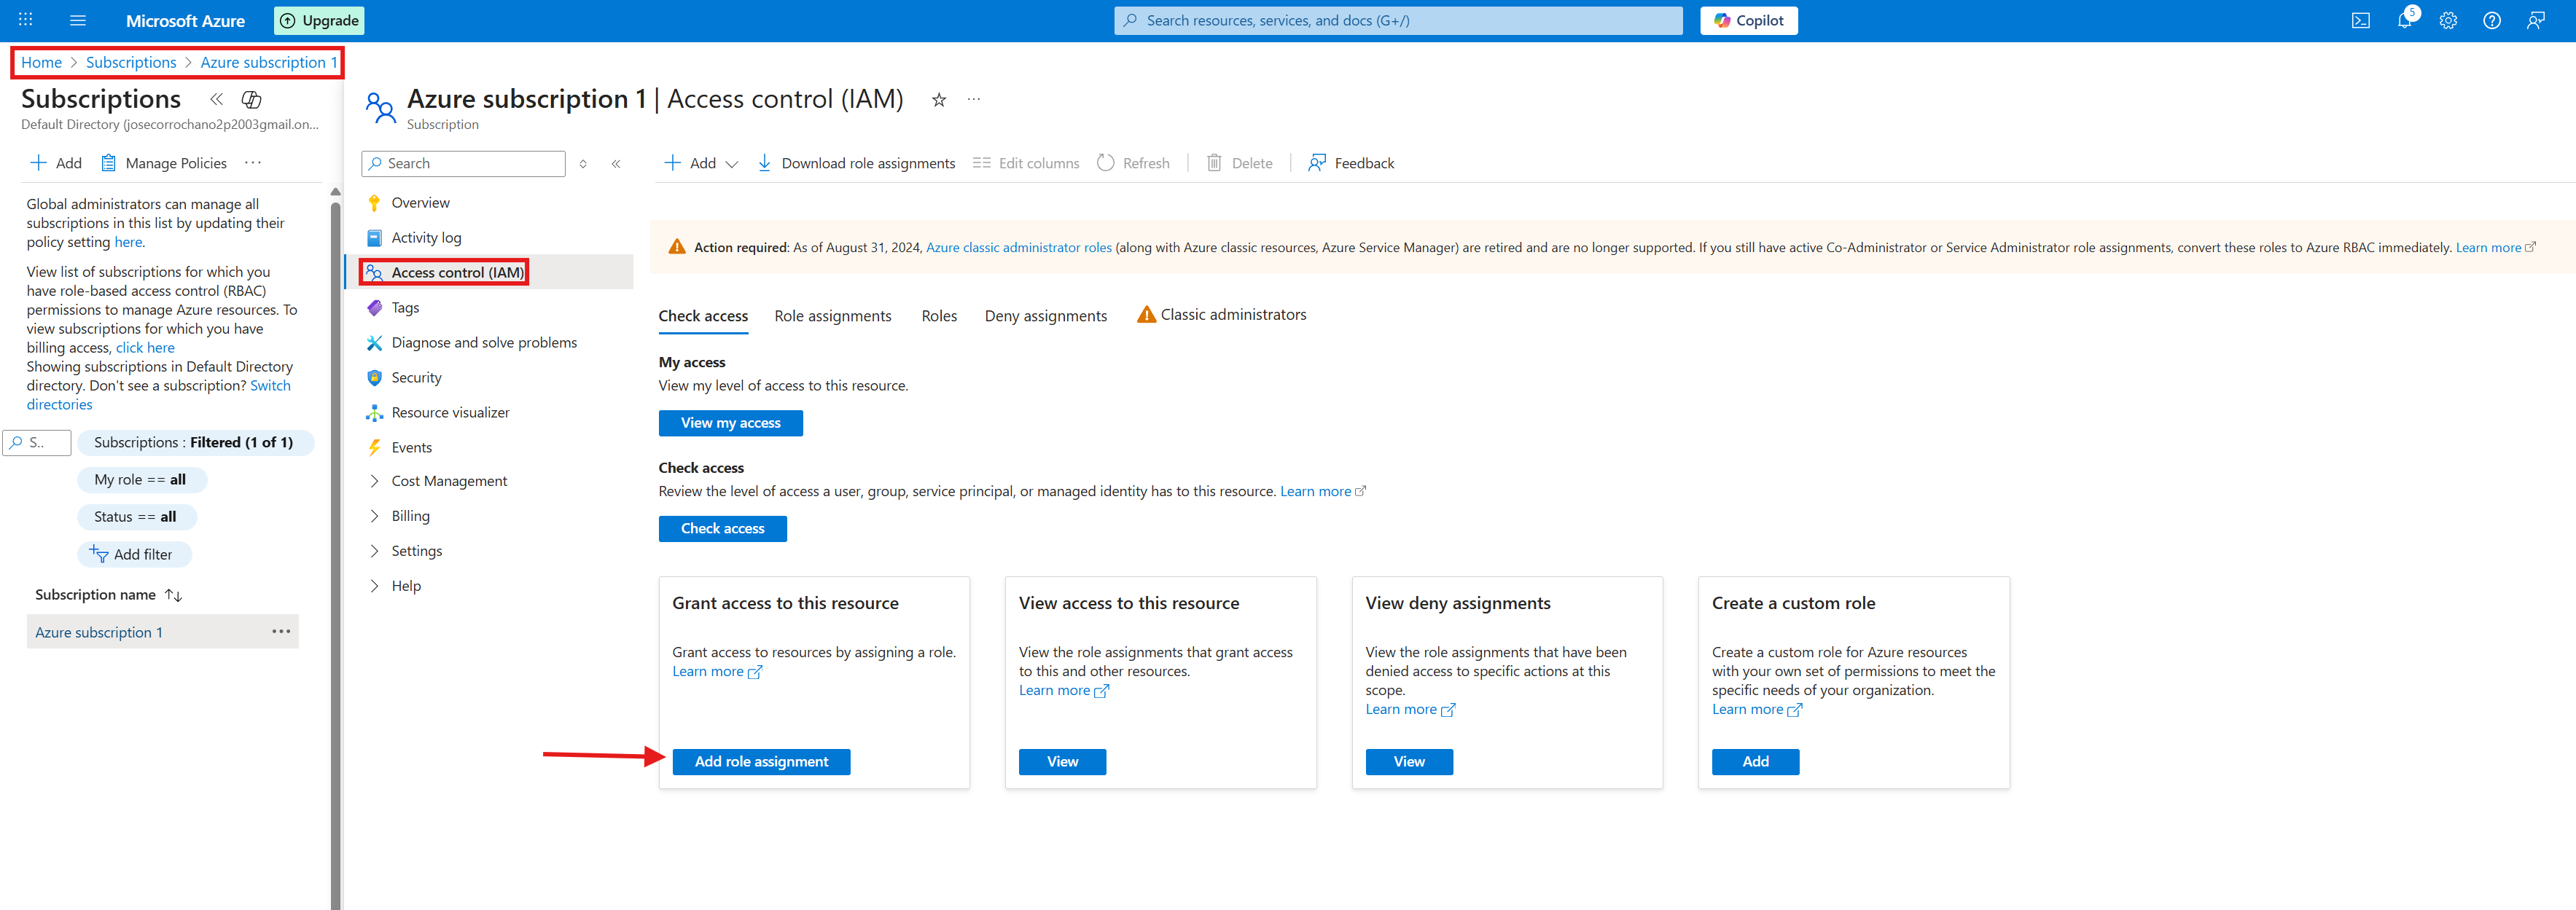 Microsoft Azure
Upgrade
Search resources, services, and docs (G+/)
Copilot
5
Home > Subscriptions > Azure subscription 1
Subscriptions
Default Directory (josecorrochano2p2003gmail.on...
Add
Manage Policies
Global administrators can manage all
subscriptions in this list by updating their
policy setting here.
View list of subscriptions for which you
have role-based access control (RBAC)
permissions to manage Azure resources. To
view subscriptions for which you have
billing access, click here
Showing subscriptions in Default Directory
directory. Don't see a subscription? Switch
directories
S..
Subscriptions : Filtered (1 of 1)
My role == all
Status == all
Add filter
Subscription name
Azure subscription 1
Azure subscription 1 | Access control (IAM)
Subscription
Search
Overview
Activity log
Access control (IAM)
Tags
Diagnose and solve problems
Security
Resource visualizer
Events
Cost Management
Billing
Settings
Help
Add
Download role assignments
Edit columns
Refresh
Delete
Feedback
Action required: As of August 31, 2024, Azure classic administrator roles (along with Azure classic resources, Azure Service Manager) are retired and are no longer supported. If you still have active Co-Administrator or Service Administrator role assignments, convert these roles to Azure RBAC immediately. Learn more
Check access
Role assignments
Roles
Deny assignments
Classic administrators
My access
View my level of access to this resource.
View my access
Check access
Review the level of access a user, group, service principal, or managed identity has to this resource. Learn more
Check access
Grant access to this resource
Grant access to resources by assigning a role.
Learn more
Add role assignment
View access to this resource
View the role assignments that grant access
to this and other resources.
Learn more
View
View deny assignments
View the role assignments that have been
denied access to specific actions at this
scope.
Learn more
View
Create a custom role
Create a custom role for Azure resources
with your own set of permissions to meet the
specific needs of your organization.
Learn more
Add